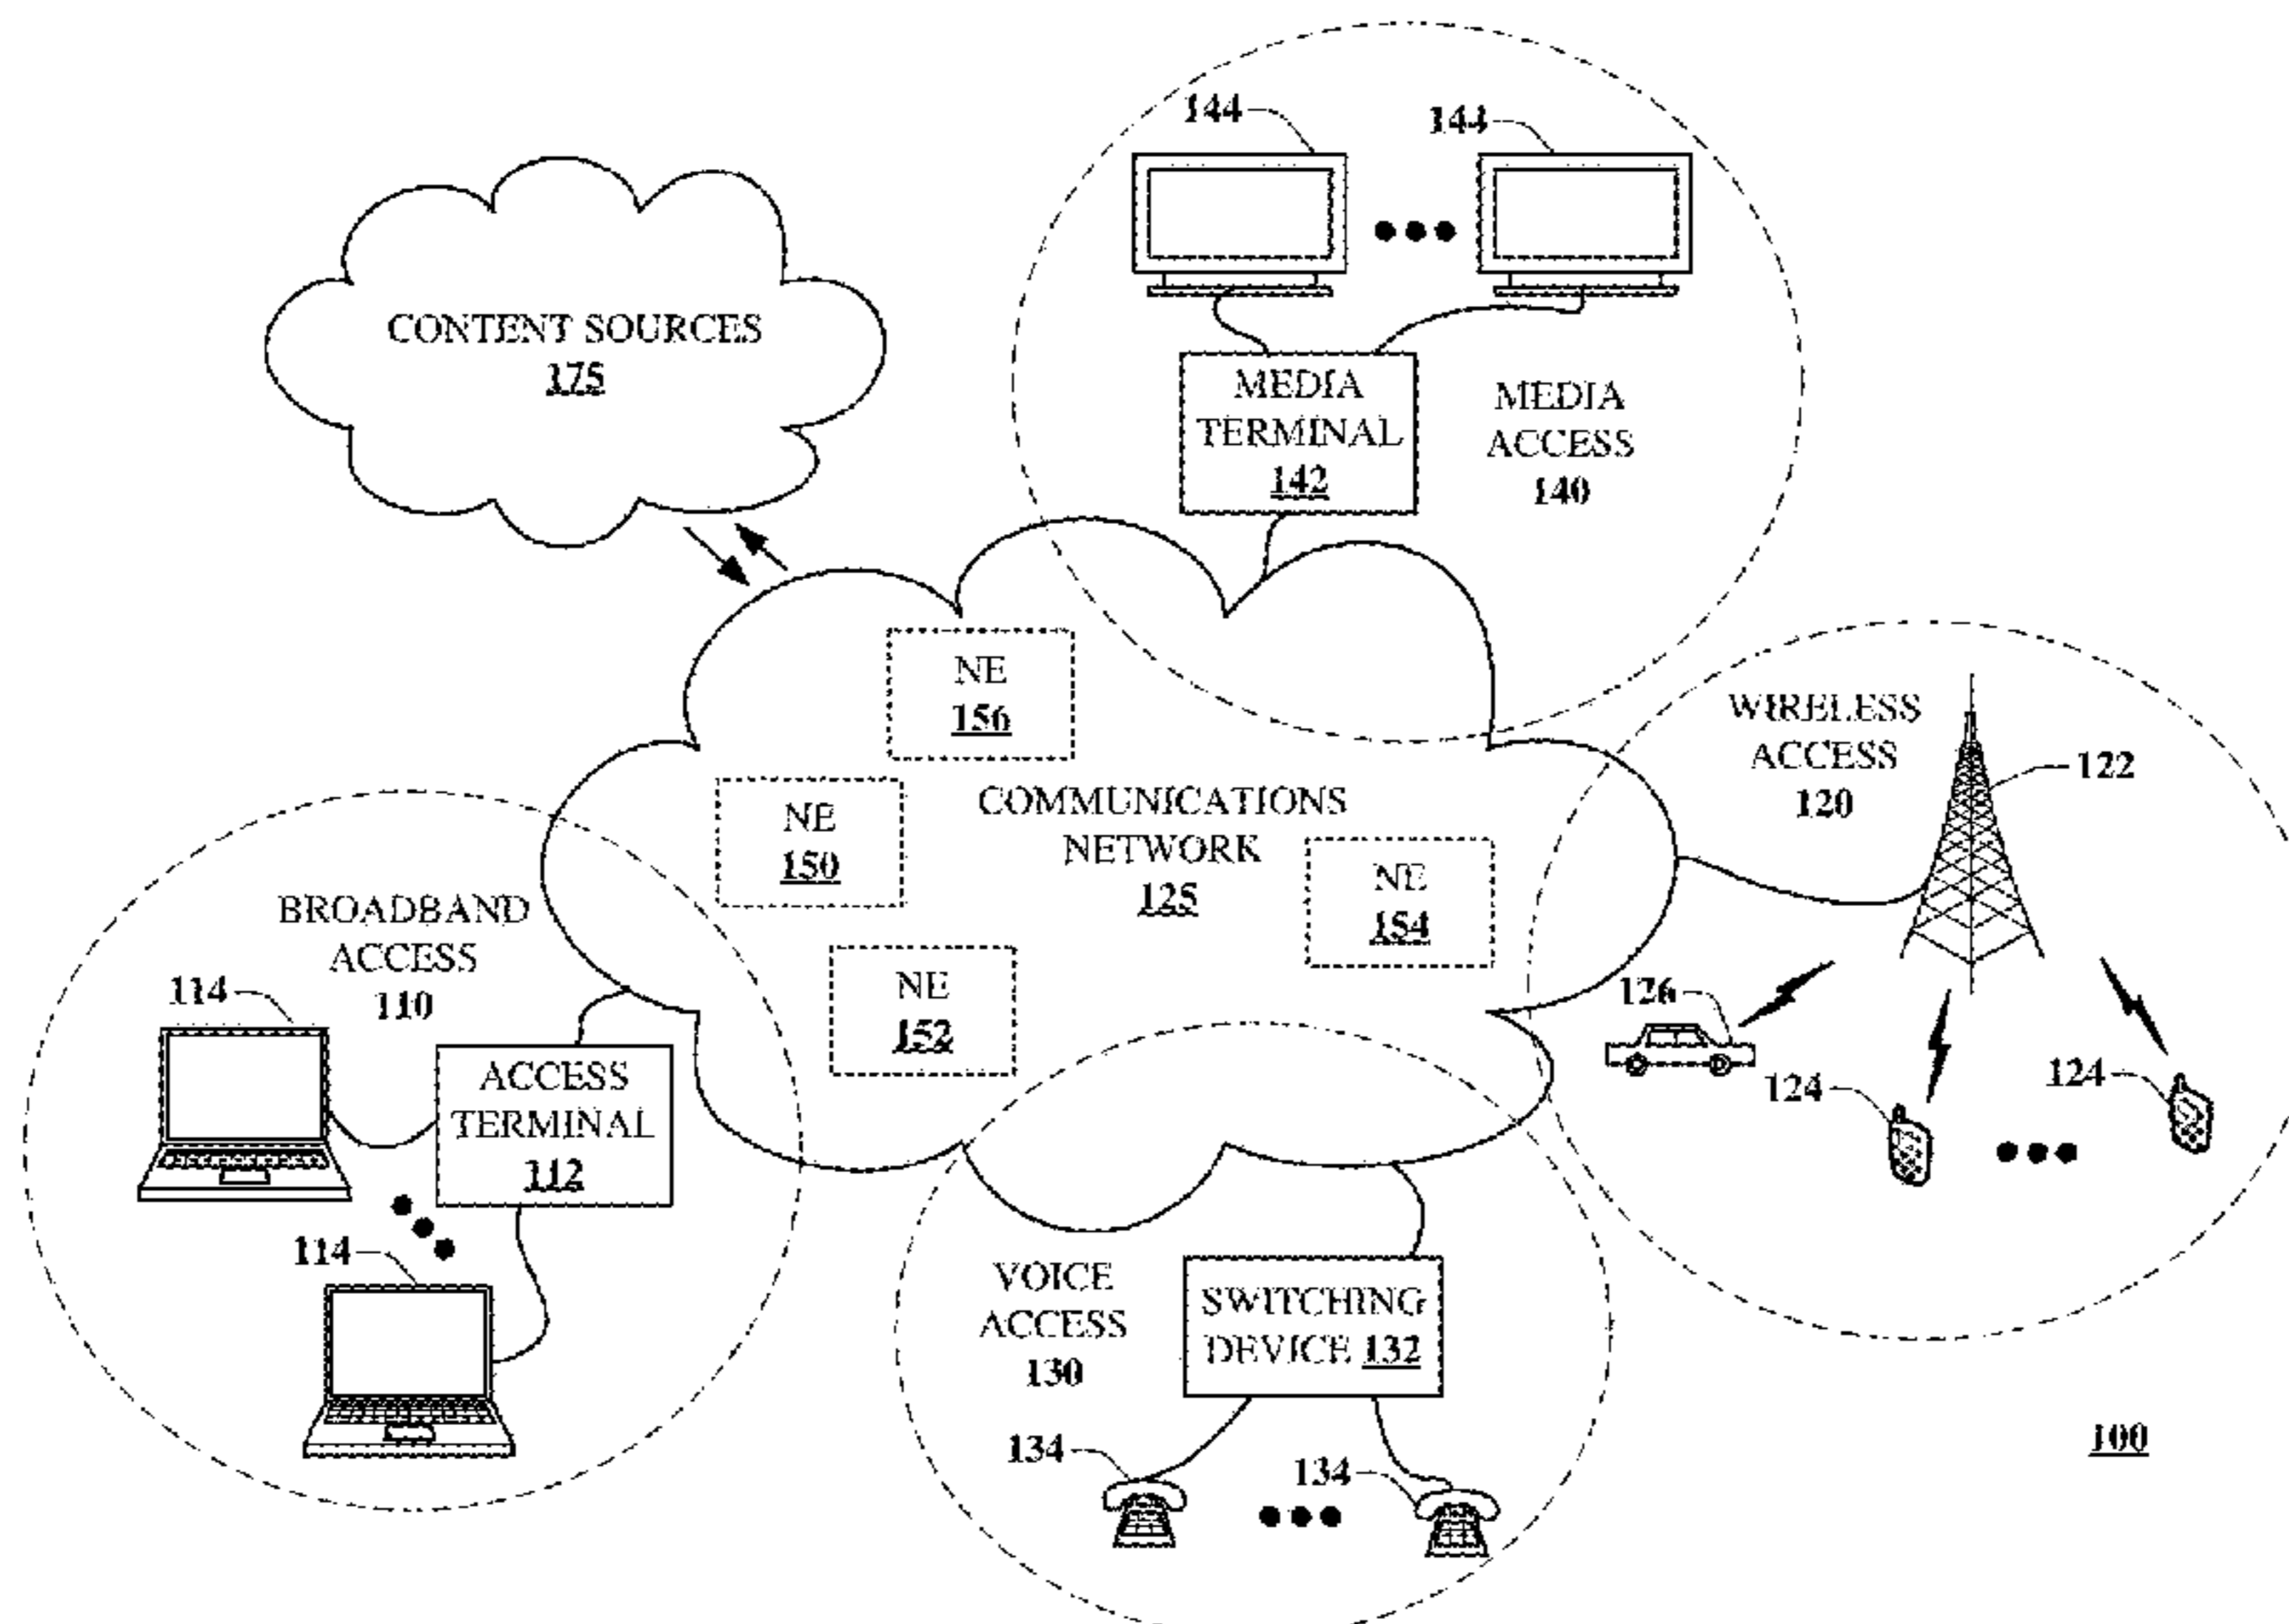 144
144
CONTENT SOURCES
175
MEDIA
TERMINAL
142
MEDIA
ACCESS
140
NE
156
WIRELESS
ACCESS
120
122
NE
150
COMMUNICATIONS
NETWORK
125
NE
154
BROADBAND
ACCESS
110
114
NE
152
126
124
124
ACCESS
TERMINAL
112
114
VOICE
ACCESS
130
SWITCHING
DEVICE 132
134
134
100